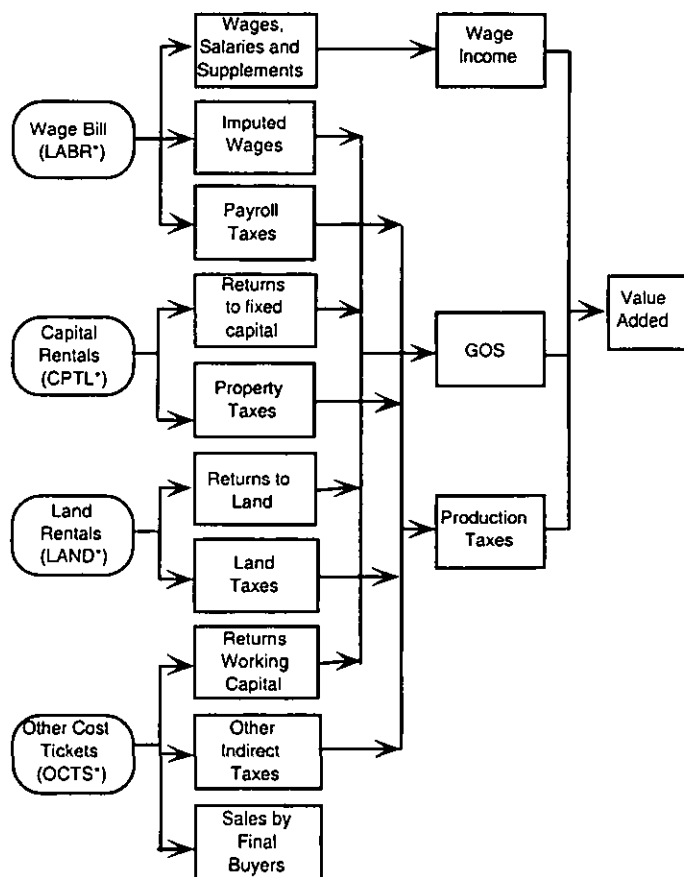 Wages,
Salaries and
Supplements
Wage
Income
Wage Bill
(LABR*)
Imputed
Wages
Payroll
Taxes
Returns
to fixed
capital
Capital
Rentals
(CPTL*)
Property
Taxes
GOS
Value
Added
Returns to
Land
Land
Rentals
(LAND*)
Land
Taxes
Production
Taxes
Returns
Working
Capital
Other Cost
Tickets
(OCTS*)
Other
Indirect
Taxes
Sales by
Final
Buyers